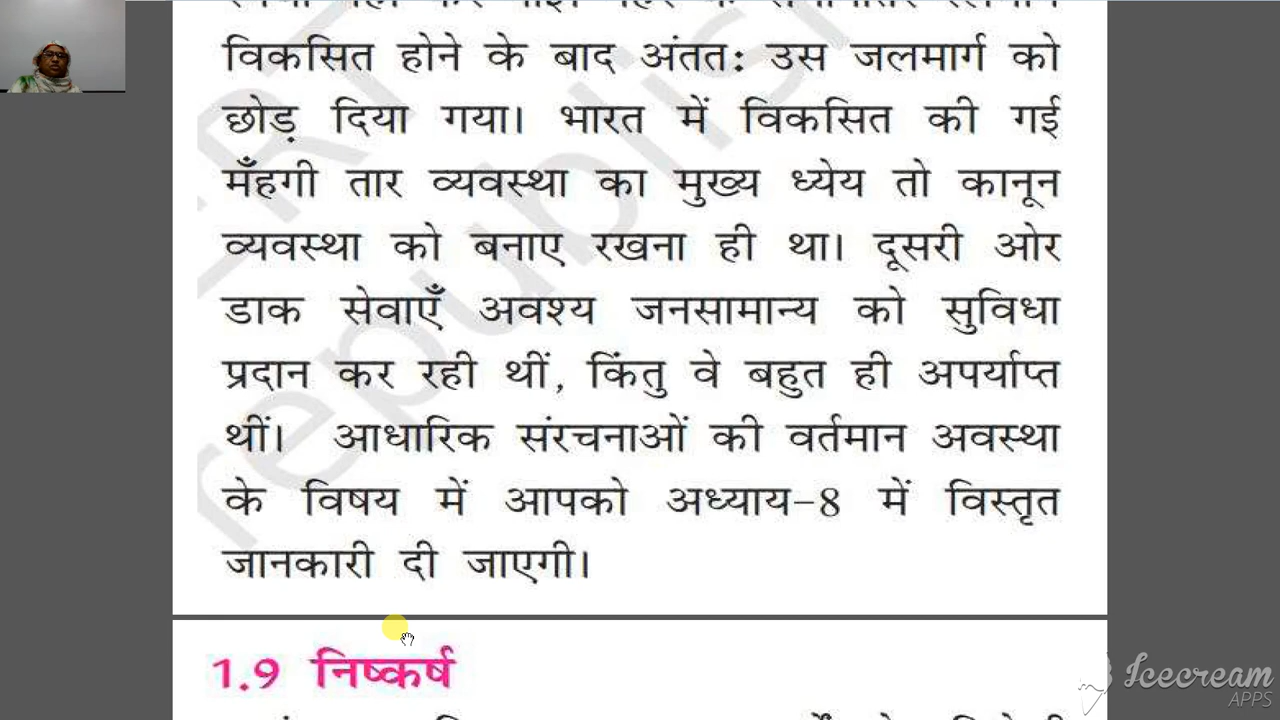 विकसित होने के बाद अंतत: उस जलमार्ग को
छोड़ दिया गया। भारत में विकसित की गई
मँहगी तार व्यवस्था का मुख्य ध्येय तो कानून
व्यवस्था को बनाए रखना ही था। दूसरी ओर
डाक सेवाएँ अवश्य जनसामान्य को सुविधा
प्रदान कर रही थीं, किंतु वे बहुत ही अपर्याप्त
थीं। आधारिक संरचनाओं की वर्तमान अवस्था
के विषय में आपको अध्याय-8 में विस्तृत
जानकारी दी जाएगी।
1.9 निष्कर्ष
Icecream
APPS